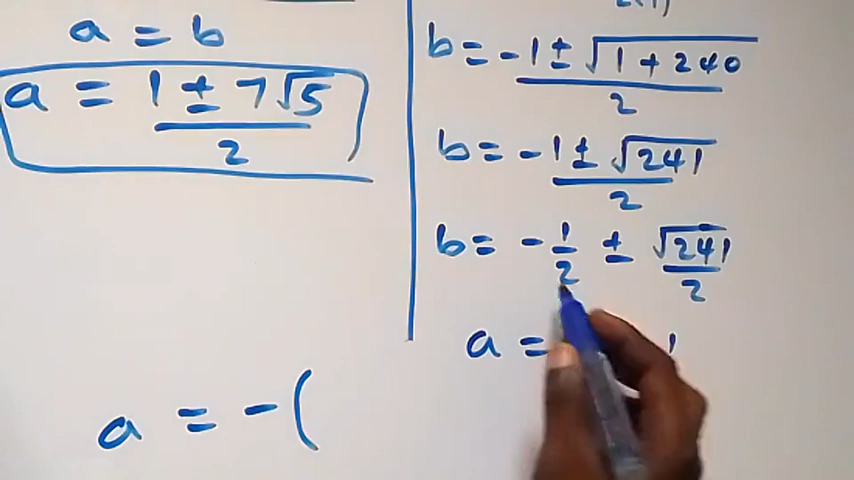 a = b
a = 1 ± 7√5 / 2
b = -1 ± √1 + 240 / 2
b = -1 ± √241 / 2
b = - 1/2 ± √241 / 2
a =
a = - (